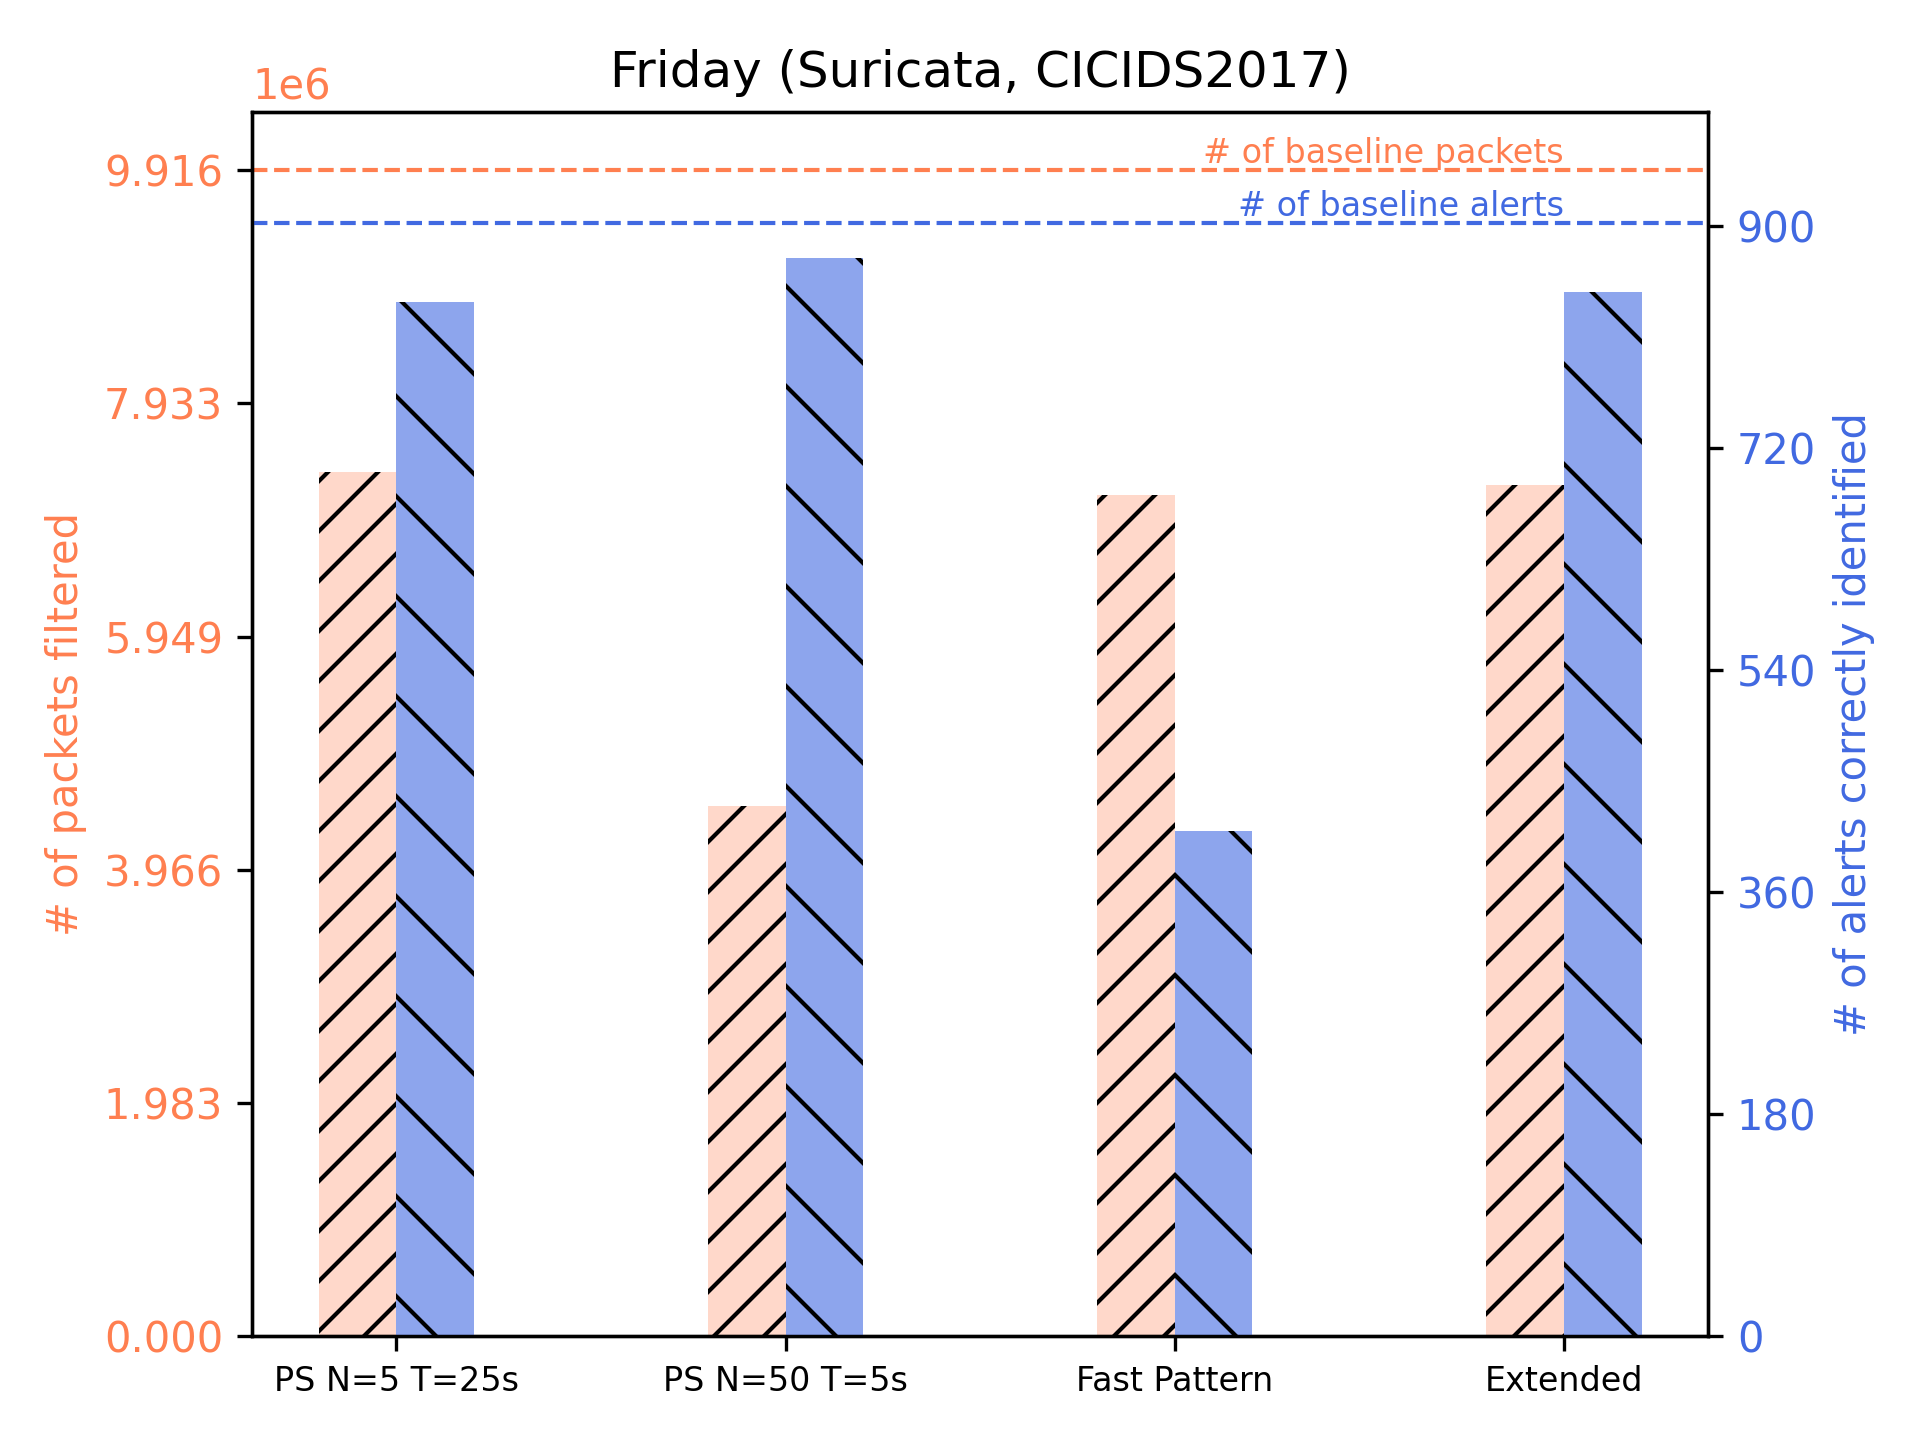 Friday (Suricata, CICIDS2017)
1e6
# of baseline packets
# of baseline alerts
9.916
7.933
5.949
3.966
1.983
0.000
# of packets filtered
900
720
540
360
180
0
# of alerts correctly identified
PS N=5 T=25s
PS N=50 T=5s
Fast Pattern
Extended